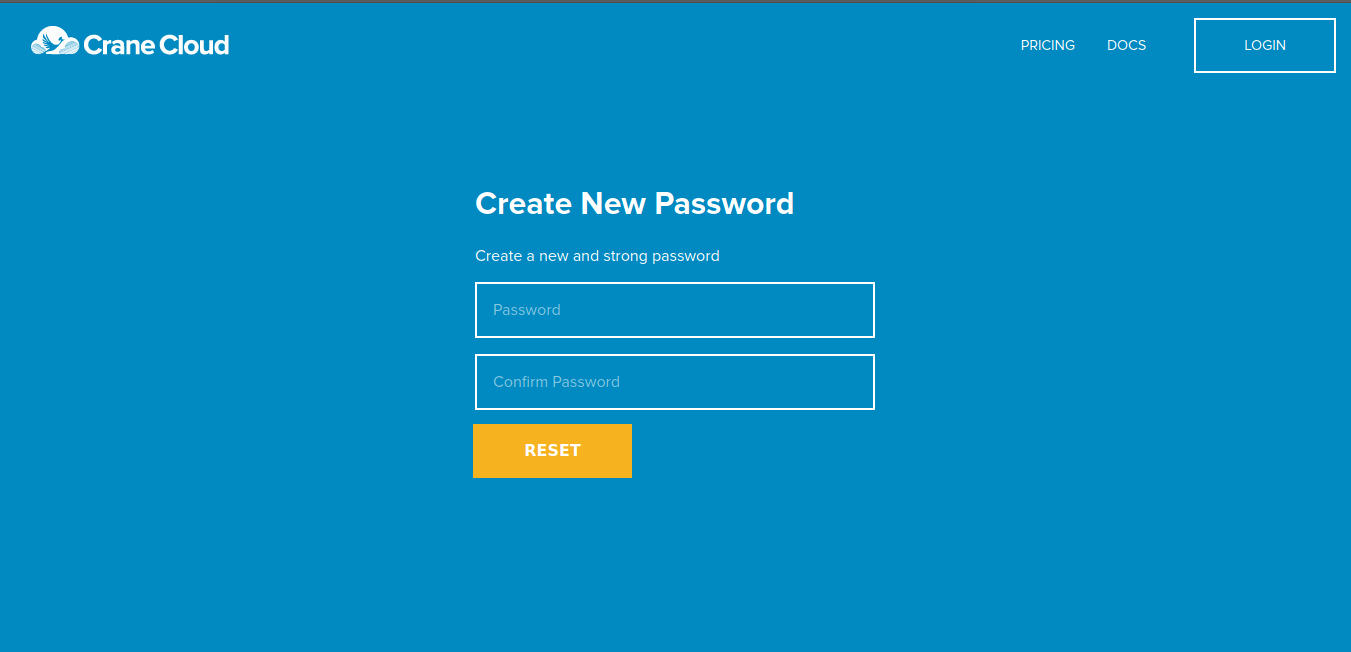 Crane Cloud
PRICING
DOCS
LOGIN
Create New Password
Create a new and strong password
Password
Confirm Password
RESET